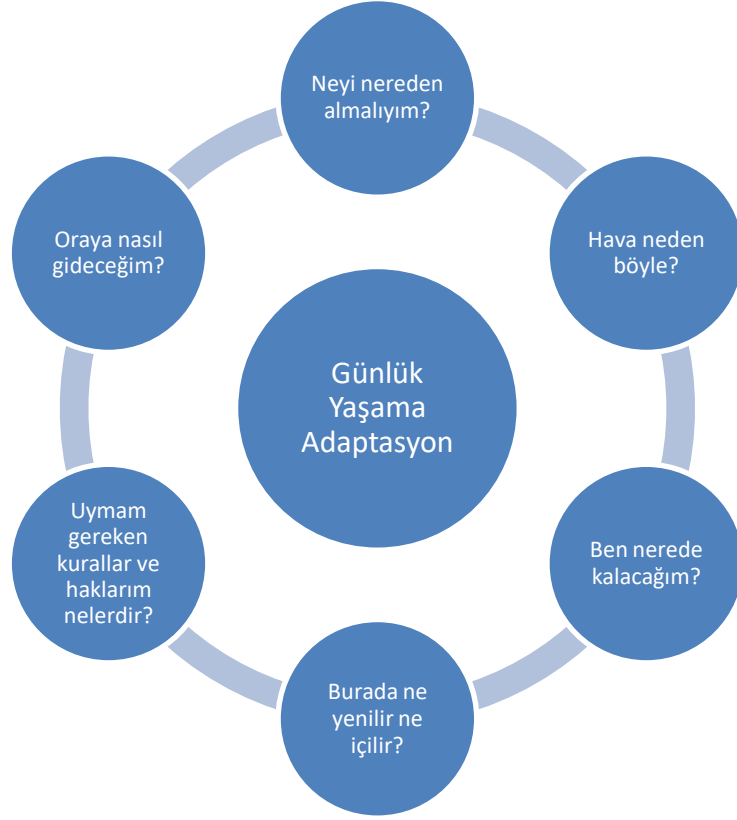 Neyi nereden
almalıyım?
Hava neden
böyle?
Ben nerede
kalacağım?
Burada ne
yenilir ne
içilir?
Uymam
gereken
kurallar ve
haklarım
nelerdir?
Oraya nasıl
gideceğim?
Günlük
Yaşama
Adaptasyon